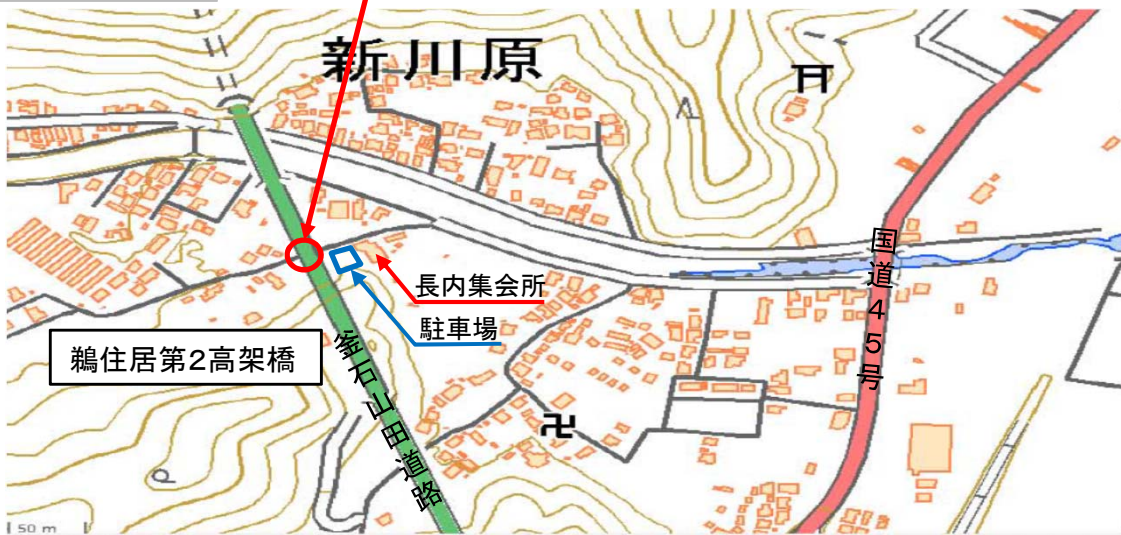 新川原
国道45号
長内集会所
駐車場
鵜住居第2高架橋
釜石山田道路
50 m